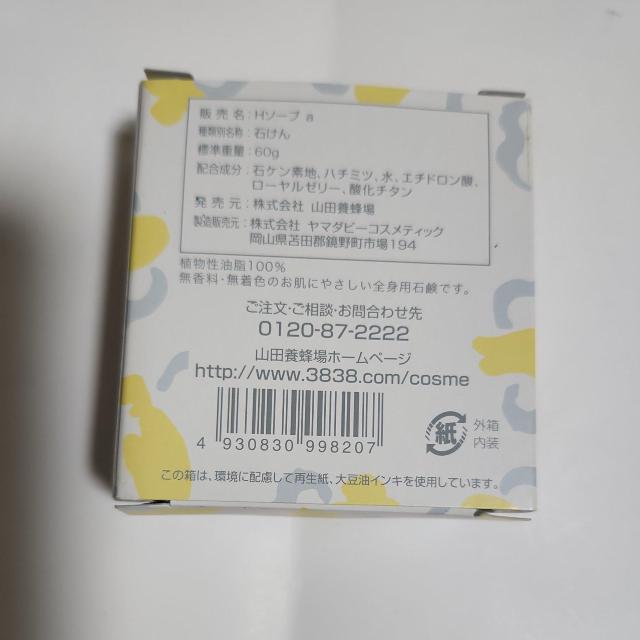 販売名：Hソープ a
種類別名称：石けん
標準重量：60g
配合成分：石ケン素地、ハチミツ、水、エチドロン酸、
ローヤルゼリー、酸化チタン
発売元：株式会社 山田養蜂場
製造販売元：株式会社 ヤマダビーコスメティック
岡山県苫田郡鏡野町市場194
植物性油脂100%
無香料・無着色のお肌にやさしい全身用石鹸です。
ご注文・ご相談・お問合わせ先
0120-87-2222
山田養蜂場ホームページ
http://www.3838.com/cosme
4 930830 998207
紙 外箱
内装
この箱は、環境に配慮して再生紙、大豆油インキを使用しています。